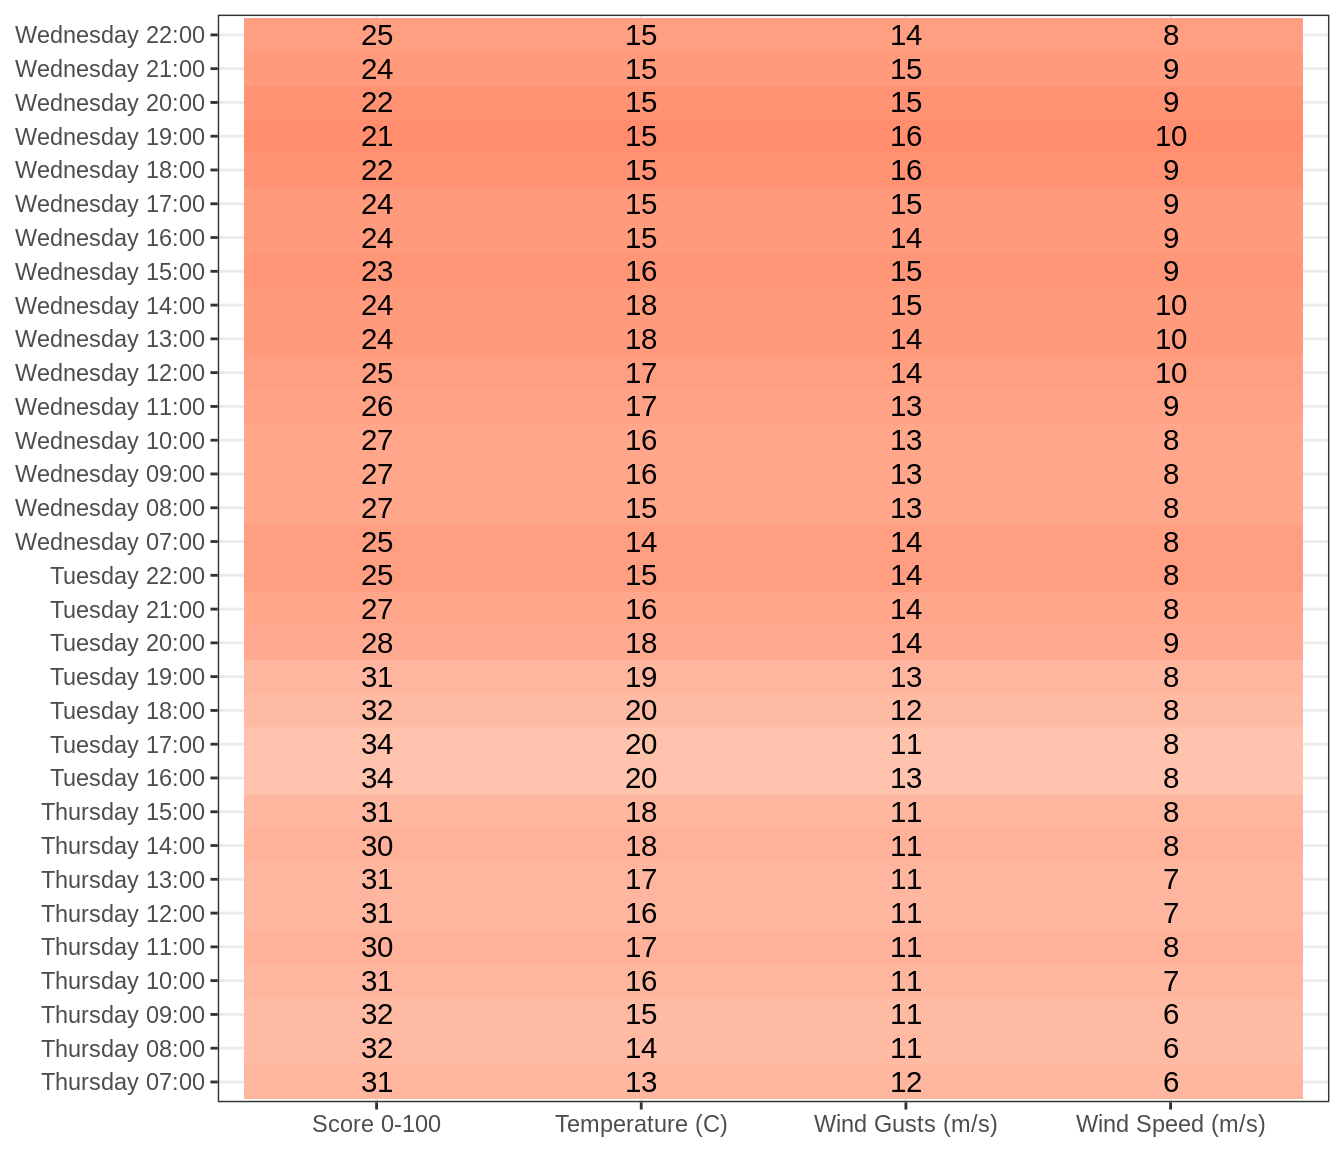 Wednesday 22:00 25 15 14 8
Wednesday 21:00 24 15 15 9
Wednesday 20:00 22 15 15 9
Wednesday 19:00 21 15 16 10
Wednesday 18:00 22 15 16 9
Wednesday 17:00 24 15 15 9
Wednesday 16:00 24 15 14 9
Wednesday 15:00 23 16 15 9
Wednesday 14:00 24 18 15 10
Wednesday 13:00 24 18 14 10
Wednesday 12:00 25 17 14 10
Wednesday 11:00 26 17 13 9
Wednesday 10:00 27 16 13 8
Wednesday 09:00 27 16 13 8
Wednesday 08:00 27 15 13 8
Wednesday 07:00 25 14 14 8
Tuesday 22:00 25 15 14 8
Tuesday 21:00 27 16 14 8
Tuesday 20:00 28 18 14 9
Tuesday 19:00 31 19 13 8
Tuesday 18:00 32 20 12 8
Tuesday 17:00 34 20 11 8
Tuesday 16:00 34 20 13 8
Thursday 15:00 31 18 11 8
Thursday 14:00 30 18 11 8
Thursday 13:00 31 17 11 7
Thursday 12:00 31 16 11 7
Thursday 11:00 30 17 11 8
Thursday 10:00 31 16 11 7
Thursday 09:00 32 15 11 6
Thursday 08:00 32 14 11 6
Thursday 07:00 31 13 12 6
Score 0-100 Temperature (C) Wind Gusts (m/s) Wind Speed (m/s)